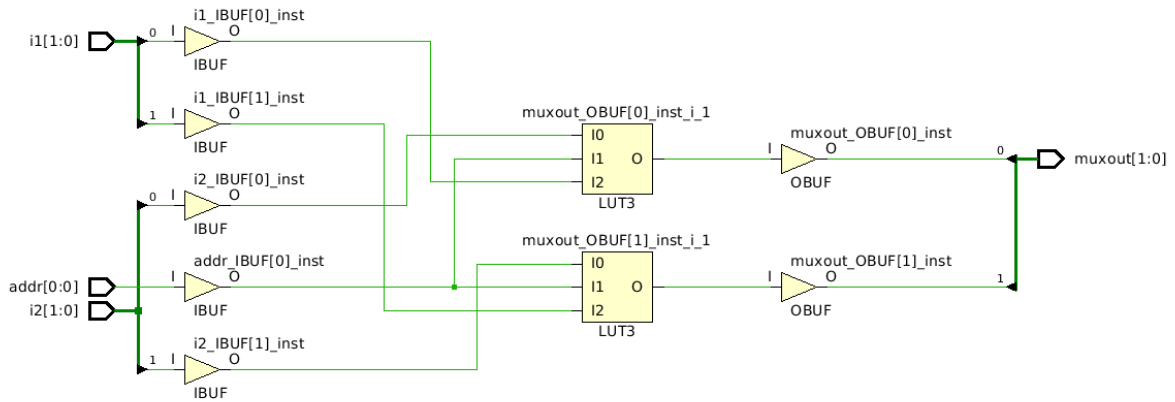 i1_IBUF[0]_inst
0 I O
i1[1:0]
IBUF
i1_IBUF[1]_inst
1 I O
IBUF
muxout_OBUF[0]_inst_i_1
I0
I1 O
I2
LUT3
muxout_OBUF[0]_inst
I O
OBUF
0
muxout[1:0]
i2_IBUF[0]_inst
0 I O
IBUF
addr_IBUF[0]_inst
addr[0:0]
I O
IBUF
i2[1:0]
muxout_OBUF[1]_inst_i_1
I0
I1 O
I2
LUT3
muxout_OBUF[1]_inst
I O
OBUF
1
i2_IBUF[1]_inst
1 I O
IBUF